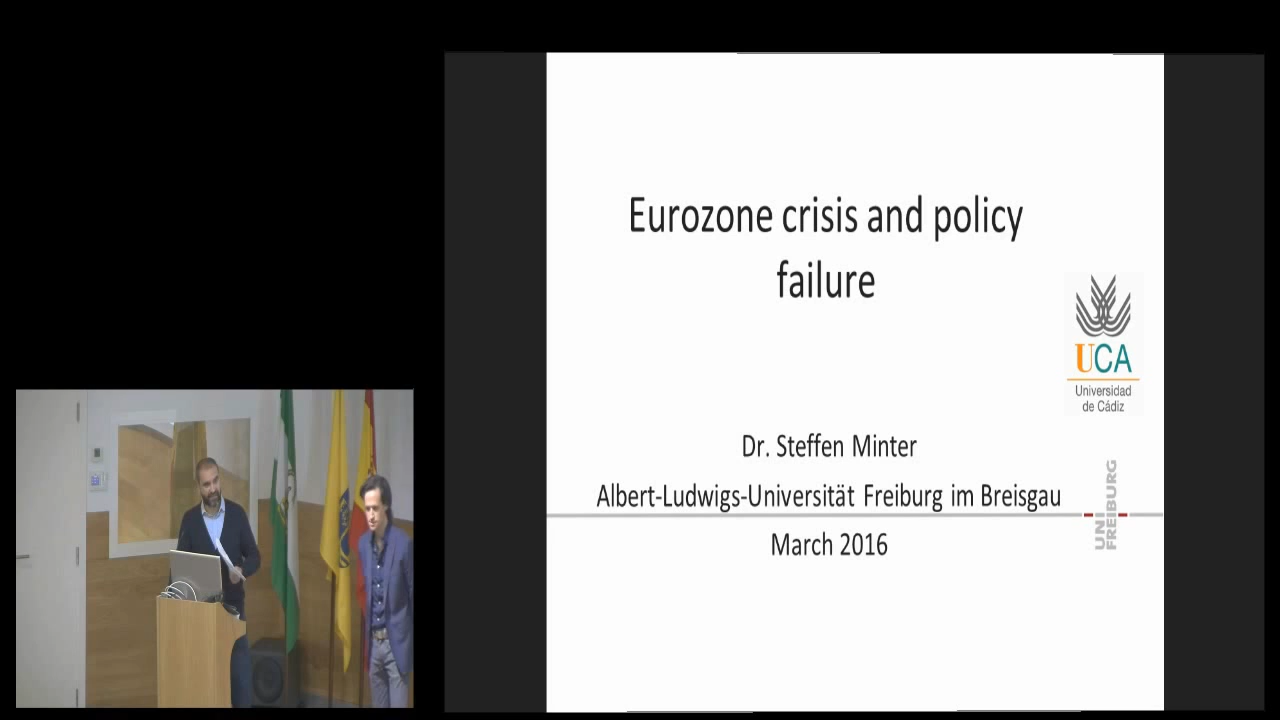 Eurozone crisis and policy
failure
UCA
Universidad
de Cádiz
Dr. Steffen Minter
Albert-Ludwigs-Universität Freiburg im Breisgau
March 2016
UNI
FREIBURG